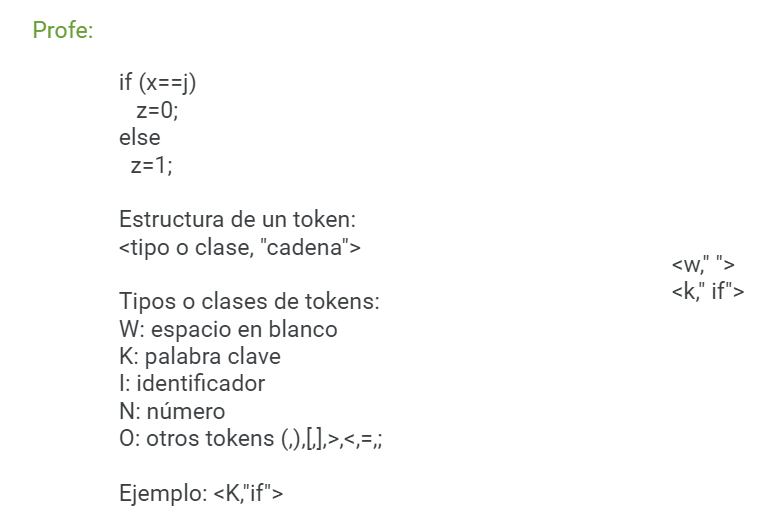 Profe:
if (x==j)
z=0;
else
z=1;
Estructura de un token:
<tipo o clase, "cadena">
<w," ">
<k," if">
Tipos o clases de tokens:
W: espacio en blanco
K: palabra clave
I: identificador
N: número
O: otros tokens (,),[,],>,<,=,;
Ejemplo: <K,"if">